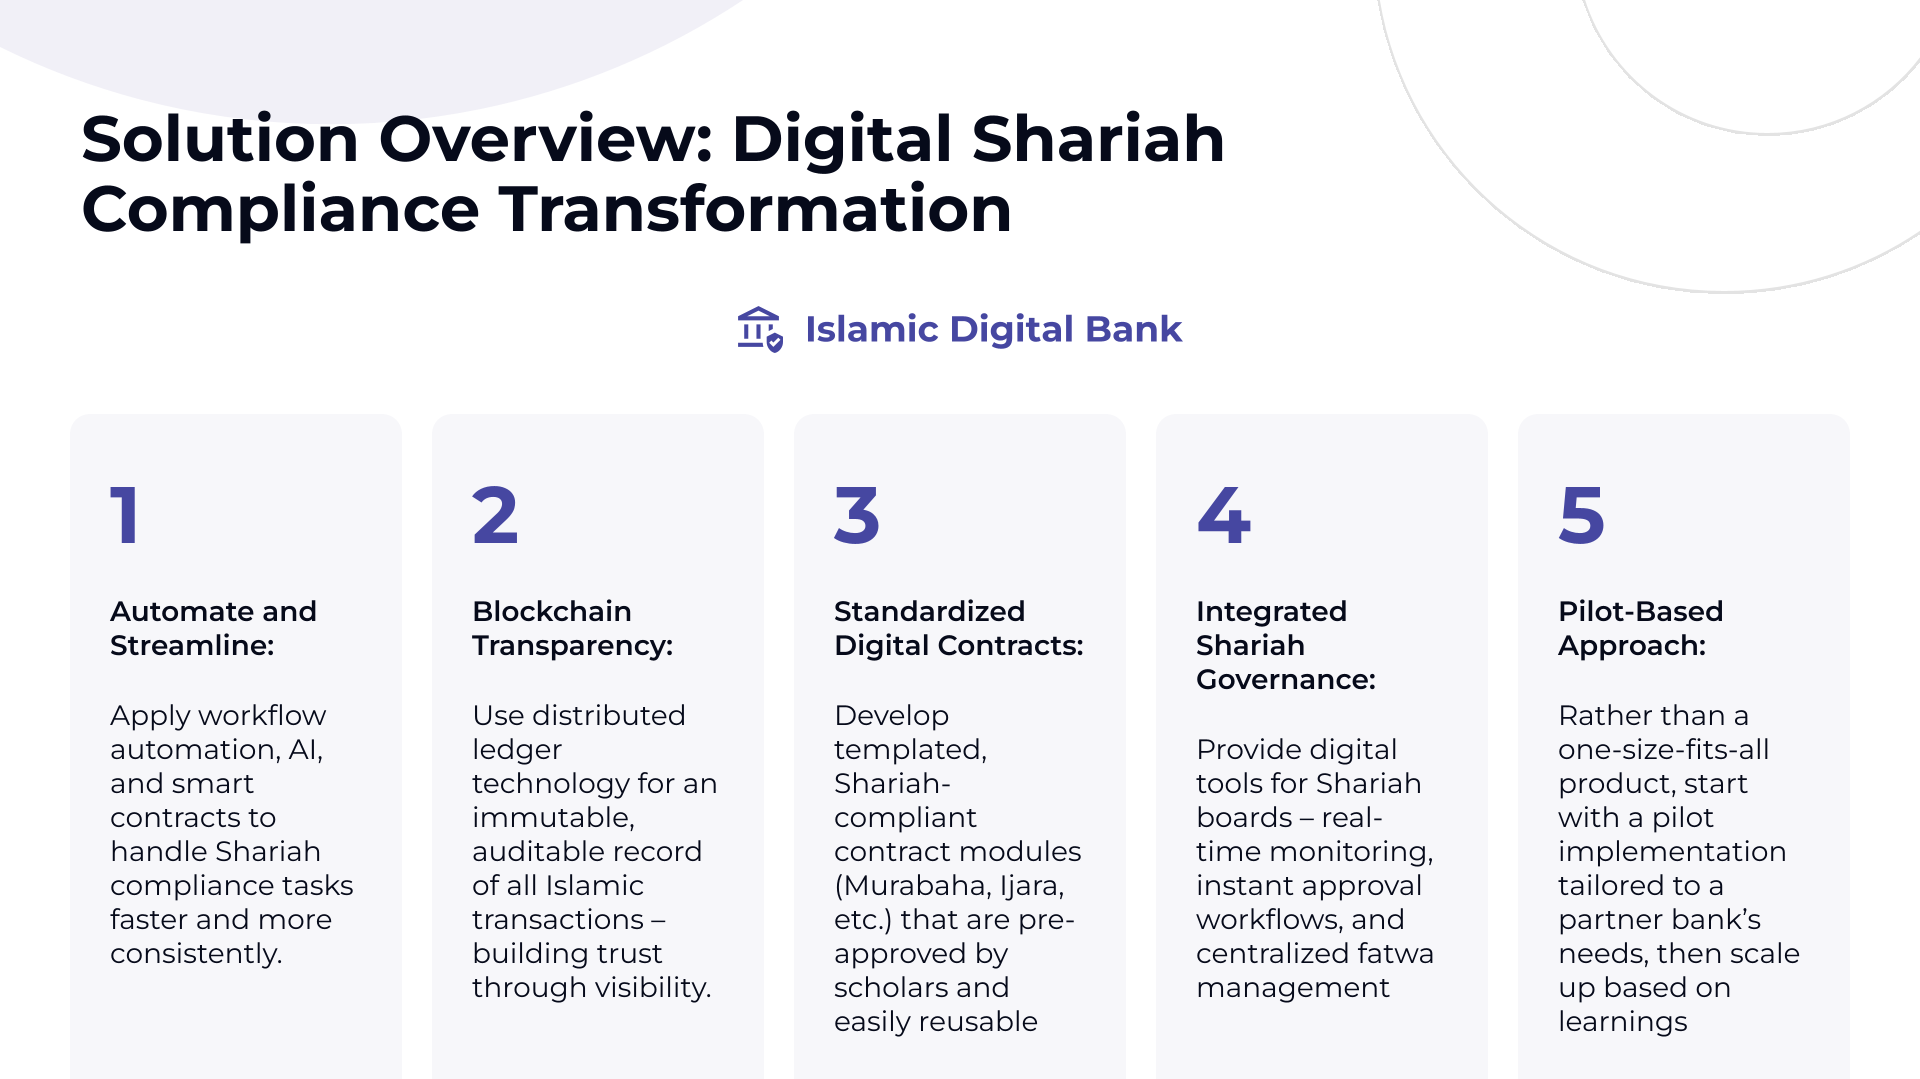 Solution Overview: Digital Shariah
Compliance Transformation
Islamic Digital Bank
1
Automate and
Streamline:
Apply workflow
automation, AI,
and smart
contracts to
handle Shariah
compliance tasks
faster and more
consistently.
2
Blockchain
Transparency:
Use distributed
ledger
technology for an
immutable,
auditable record
of all Islamic
transactions –
building trust
through visibility.
3
Standardized
Digital Contracts:
Develop
templated,
Shariah-
compliant
contract modules
(Murabaha, Ijara,
etc.) that are pre-
approved by
scholars and
easily reusable
4
Integrated
Shariah
Governance:
Provide digital
tools for Shariah
boards – real-
time monitoring,
instant approval
workflows, and
centralized fatwa
management
5
Pilot-Based
Approach:
Rather than a
one-size-fits-all
product, start
with a pilot
implementation
tailored to a
partner bank’s
needs, then scale
up based on
learnings